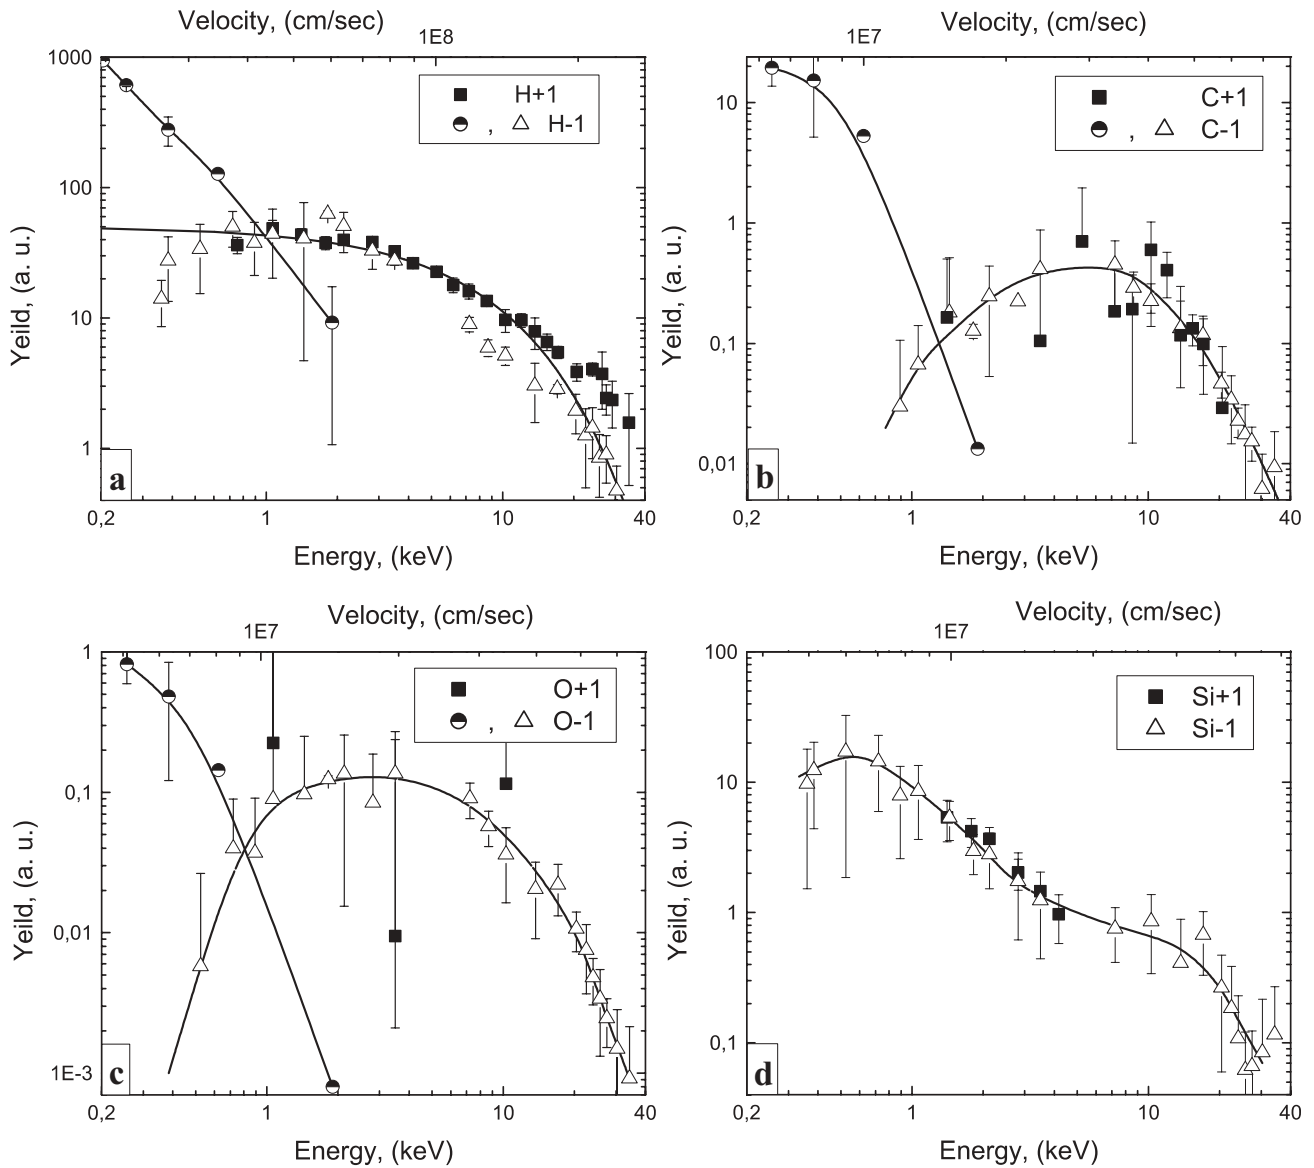 Velocity, (cm/sec)
1E8
1000
100
10
1
Yeild, (a. u.)
H+1
, H-1
a
0,2 1 10 40
Energy, (keV)
Velocity, (cm/sec)
1E7
10
1
0,1
0,01
Yeild, (a. u.)
C+1
, C-1
b
0,2 1 10 40
Energy, (keV)
Velocity, (cm/sec)
1E7
1
0,1
0,01
1E-3
Yeild, (a. u.)
O+1
, O-1
c
0,2 1 10 40
Energy, (keV)
Velocity, (cm/sec)
1E7
100
10
1
0,1
Yeild, (a. u.)
Si+1
Si-1
d
0,2 1 10 40
Energy, (keV)